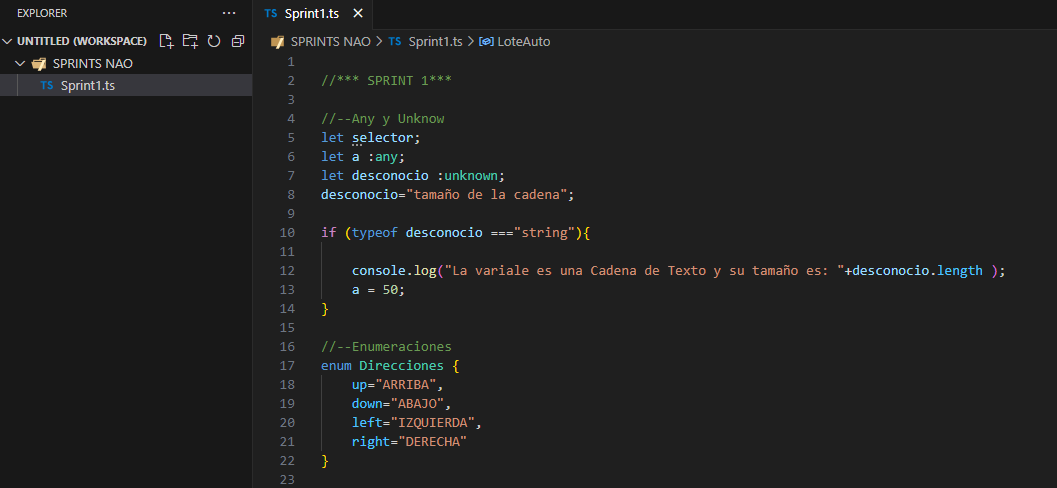 EXPLORER
···
UNTITLED (WORKSPACE)
SPRINTS NAO
TS Sprint1.ts
TS Sprint1.ts
SPRINTS NAO > TS Sprint1.ts > LoteAuto
1
2 //*** SPRINT 1***
3
4 //--Any y Unknow
5 let selector;
6 let a :any;
7 let desconocio :unknown;
8 desconocio="tamaño de la cadena";
9
10 if (typeof desconocio ==="string"){
11
12 console.log("La variale es una Cadena de Texto y su tamaño es: "+desconocio.length );
13 a = 50;
14 }
15
16 //--Enumeraciones
17 enum Direcciones {
18 up="ARRIBA",
19 down="ABAJO",
20 left="IZQUIERDA",
21 right="DERECHA"
22 }
23